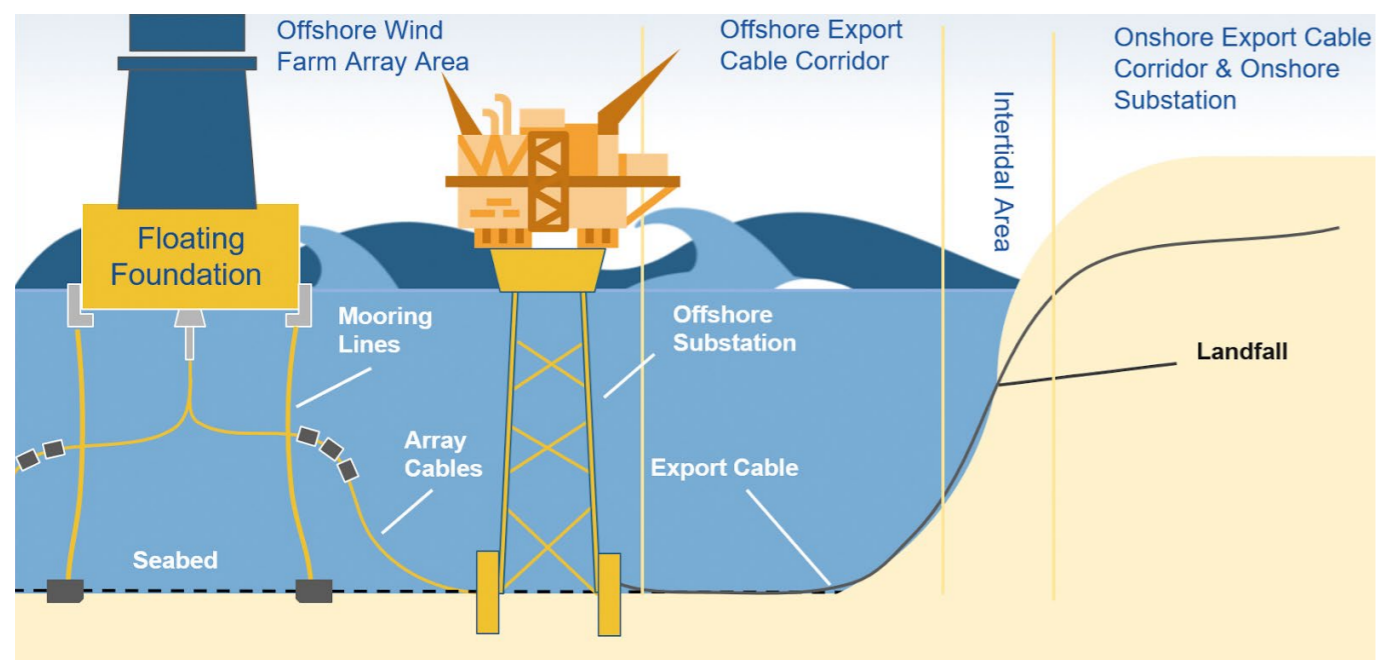 Offshore Wind
Farm Array Area
Offshore Export
Cable Corridor
Intertidal Area
Onshore Export Cable
Corridor & Onshore
Substation
Floating
Foundation
Mooring
Lines
Offshore
Substation
Landfall
Array
Cables
Export Cable
Seabed